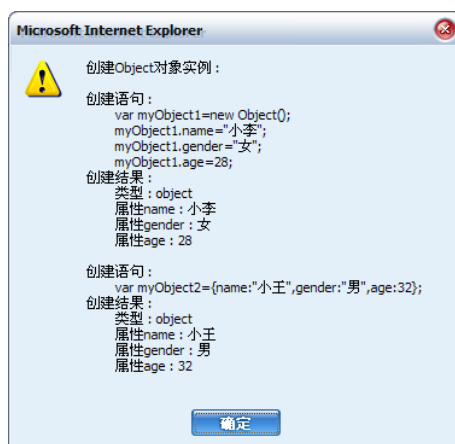 Microsoft Internet Explorer
创建Object对象实例：
创建语句：
var myObject1=new Object();
myObject1.name="小李";
myObject1.gender="女";
myObject1.age=28;
创建结果：
类型：object
属性name：小李
属性gender：女
属性age：28
创建语句：
var myObject2={name:"小王",gender:"男",age:32};
创建结果：
类型：object
属性name：小王
属性gender：男
属性age：32
确定